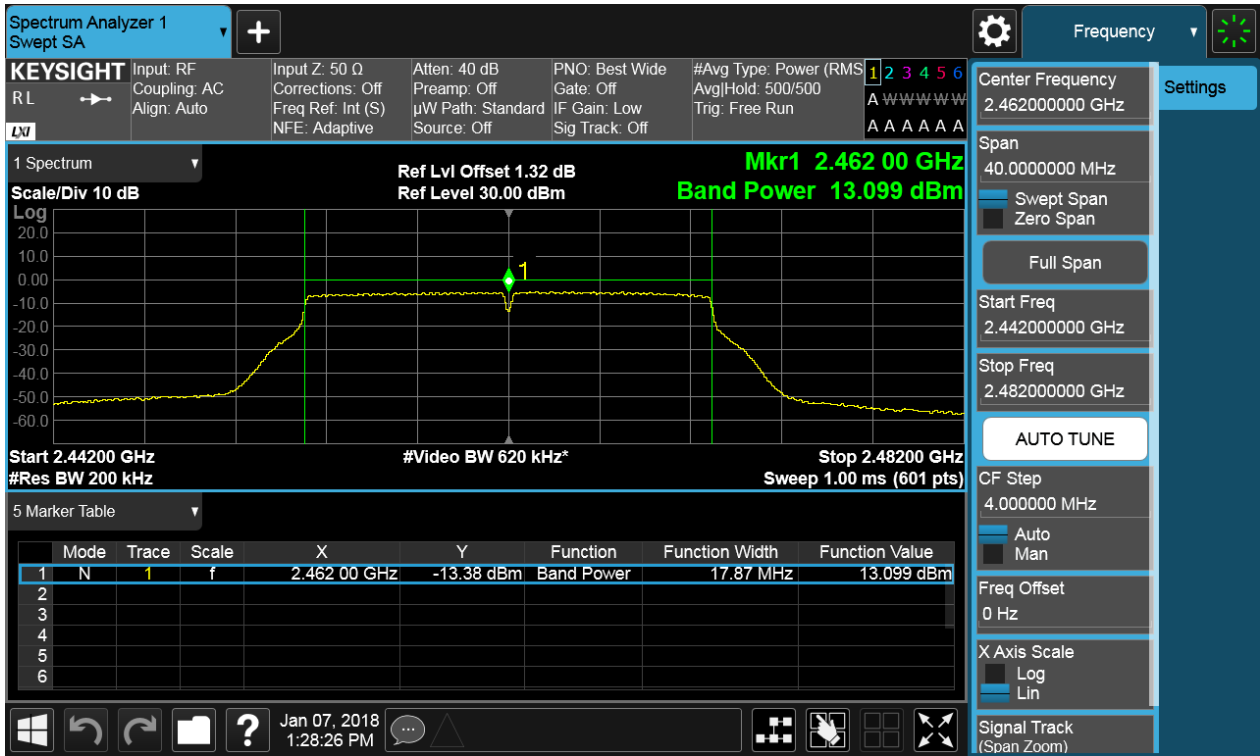 Spectrum Analyzer 1
Swept SA
Frequency
KEYSIGHT
R L
LXI
Input: RF
Coupling: AC
Align: Auto
Input Z: 50 Ω
Corrections: Off
Freq Ref: Int (S)
NFE: Adaptive
Atten: 40 dB
Preamp: Off
µW Path: Standard
Source: Off
PNO: Best Wide
Gate: Off
IF Gain: Low
Sig Track: Off
#Avg Type: Power (RMS
Avg|Hold: 500/500
Trig: Free Run
1 2 3 4 5 6
A W W W W W
A A A A A A
1 Spectrum
Scale/Div 10 dB
Ref Lvl Offset 1.32 dB
Ref Level 30.00 dBm
Mkr1 2.462 00 GHz
Band Power 13.099 dBm
Log
20.0
10.0
0.00
-10.0
-20.0
-30.0
-40.0
-50.0
-60.0
1
Start 2.44200 GHz
#Video BW 620 kHz*
Stop 2.48200 GHz
#Res BW 200 kHz
Sweep 1.00 ms (601 pts)
5 Marker Table
Mode Trace Scale X Y Function Function Width Function Value
1 N 1 f 2.462 00 GHz -13.38 dBm Band Power 17.87 MHz 13.099 dBm
2
3
4
5
6
Jan 07, 2018
1:28:26 PM
Center Frequency
2.462000000 GHz
Span
40.0000000 MHz
Swept Span
Zero Span
Full Span
Start Freq
2.442000000 GHz
Stop Freq
2.482000000 GHz
AUTO TUNE
CF Step
4.000000 MHz
Auto
Man
Freq Offset
0 Hz
X Axis Scale
Log
Lin
Signal Track
(Span Zoom)
Settings